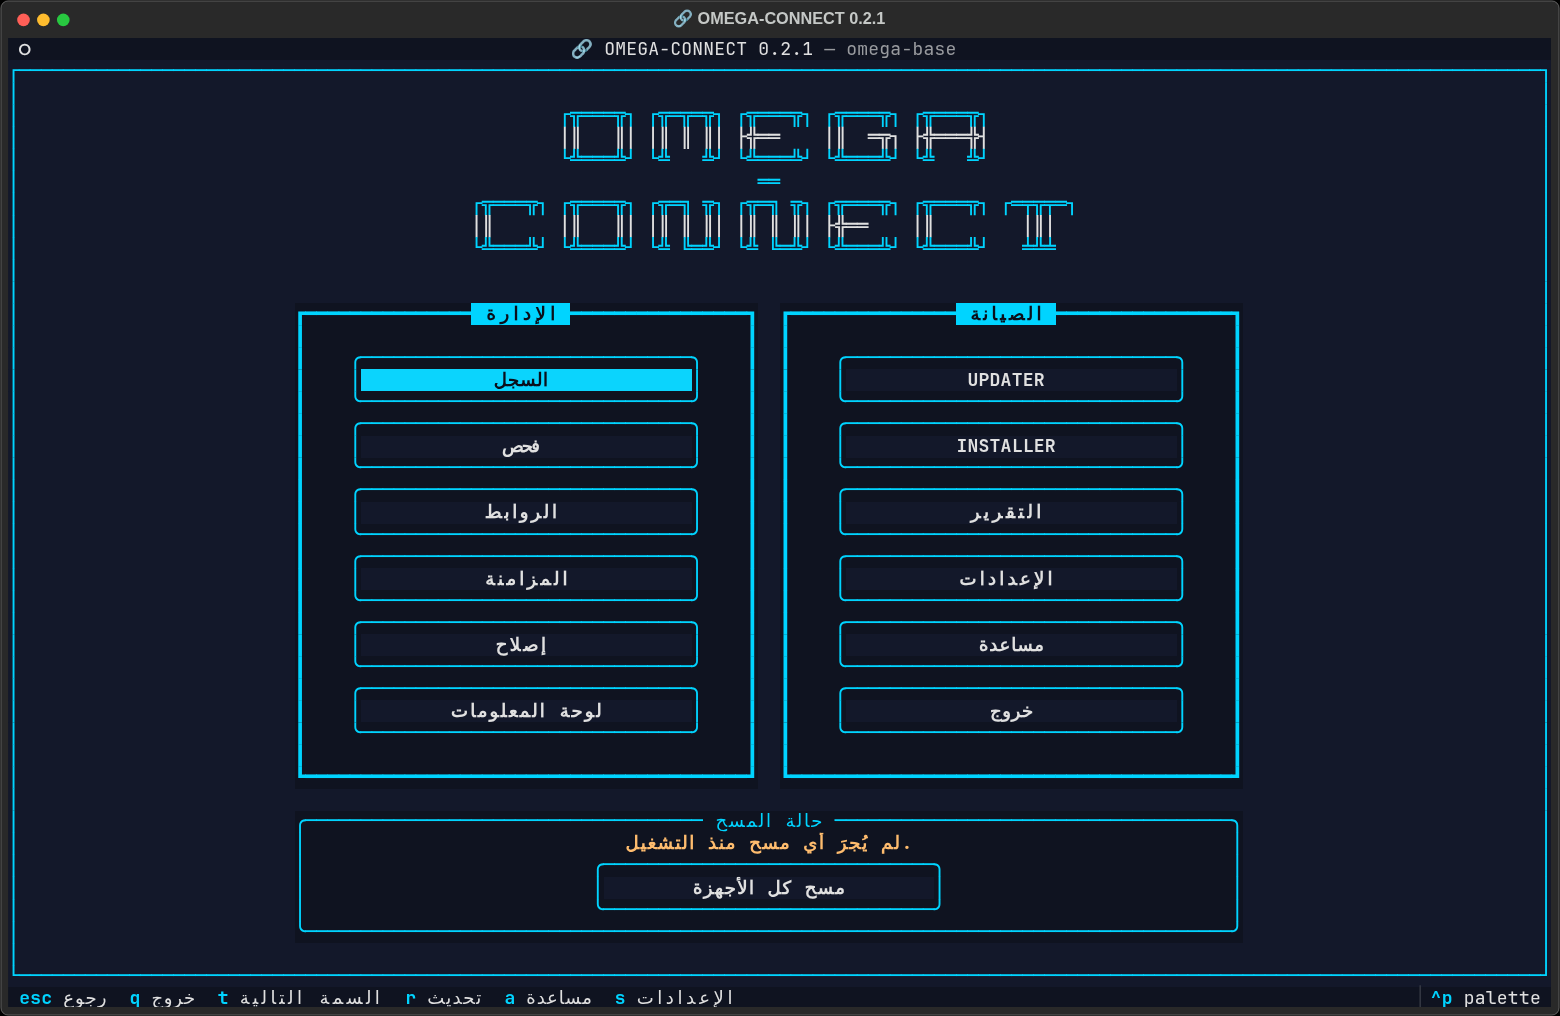 🔗 OMEGA-CONNECT 0.2.1
🔗 OMEGA-CONNECT 0.2.1 — omega-base
OMEGA
-
CONNECT
الإدارة
السجل
فحص
الروابط
المزامنة
إصلاح
لوحة المعلومات
الصيانة
UPDATER
INSTALLER
التقرير
الإعدادات
مساعدة
خروج
حالة المسح
لم يُجرَ أي مسح منذ التشغيل.
مسح كل الأجهزة
esc رجوع q خروج t السمة التالية r تحديث a مساعدة s الإعدادات ^p palette